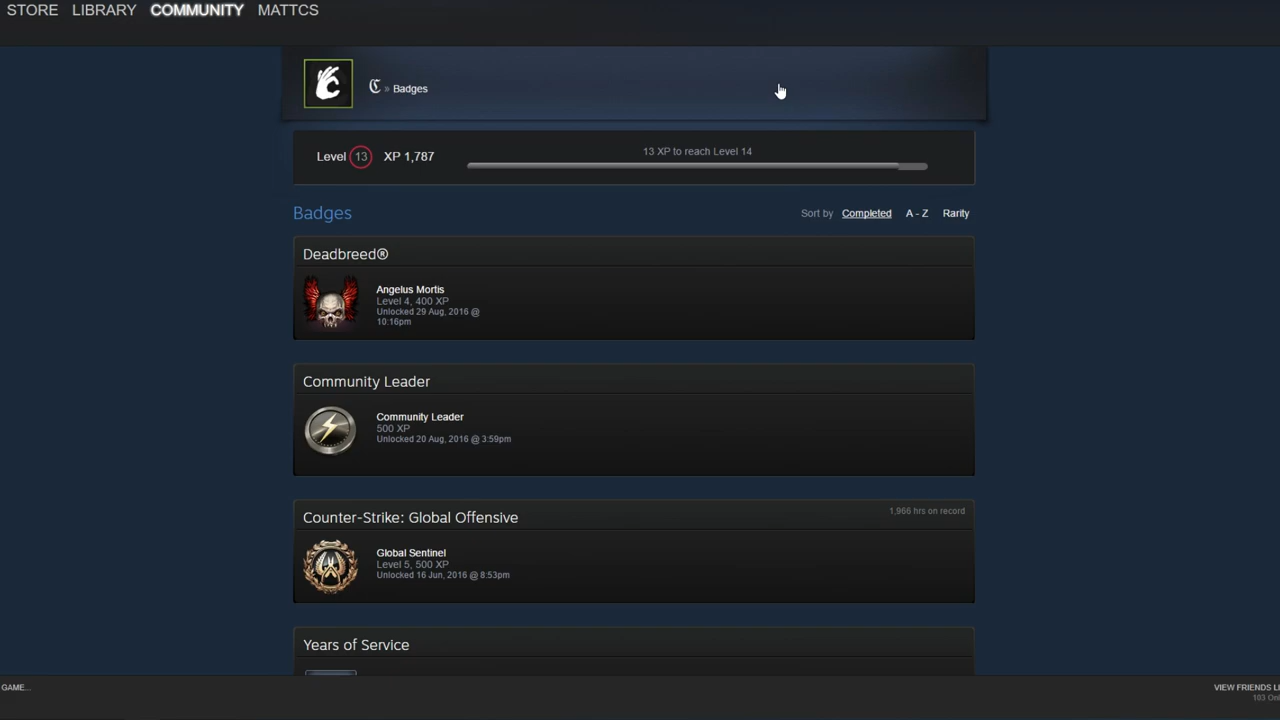 STORE LIBRARY COMMUNITY MATTCS
ℭ » Badges
Level 13 XP 1,787
13 XP to reach Level 14
Badges
Sort by Completed A - Z Rarity
Deadbreed®
Angelus Mortis
Level 4, 400 XP
Unlocked 29 Aug, 2016 @
10:16pm
Community Leader
Community Leader
500 XP
Unlocked 20 Aug, 2016 @ 3:59pm
Counter-Strike: Global Offensive
1,966 hrs on record
Global Sentinel
Level 5, 500 XP
Unlocked 16 Jun, 2016 @ 8:53pm
Years of Service
GAME...
VIEW FRIENDS LI
103 On